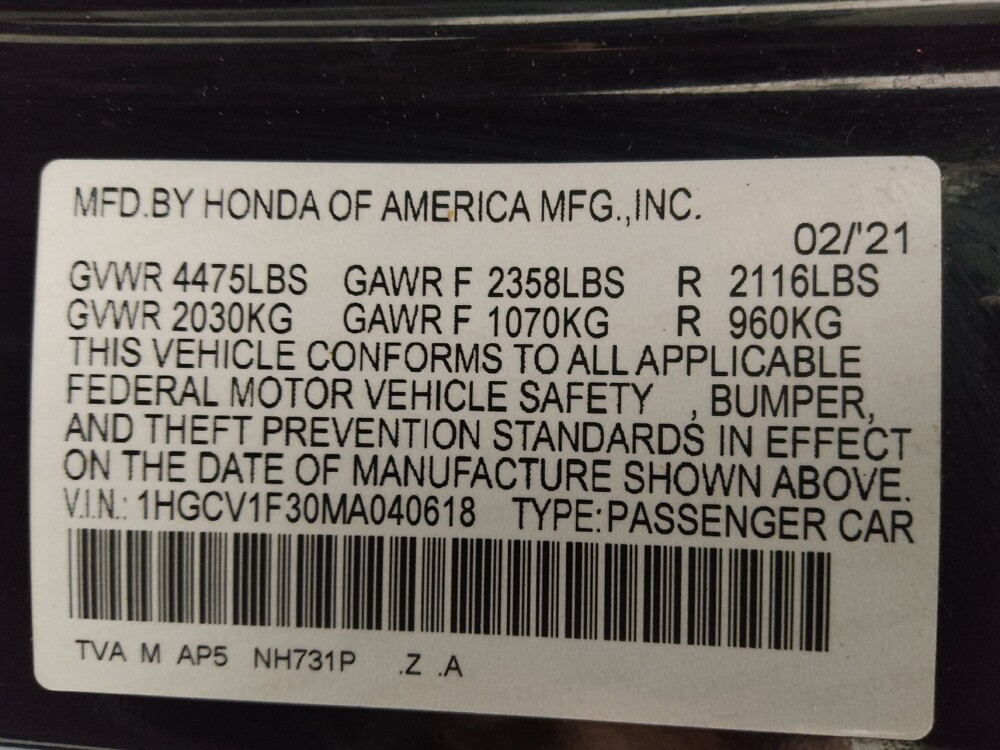 MFD.BY HONDA OF AMERICA MFG.,INC.
02/'21
GVWR 4475LBS GAWR F 2358LBS R 2116LBS
GVWR 2030KG GAWR F 1070KG R 960KG
THIS VEHICLE CONFORMS TO ALL APPLICABLE
FEDERAL MOTOR VEHICLE SAFETY , BUMPER,
AND THEFT PREVENTION STANDARDS IN EFFECT
ON THE DATE OF MANUFACTURE SHOWN ABOVE.
V.I.N.: 1HGCV1F30MA040618 TYPE:PASSENGER CAR
TVA M AP5 NH731P .Z .A